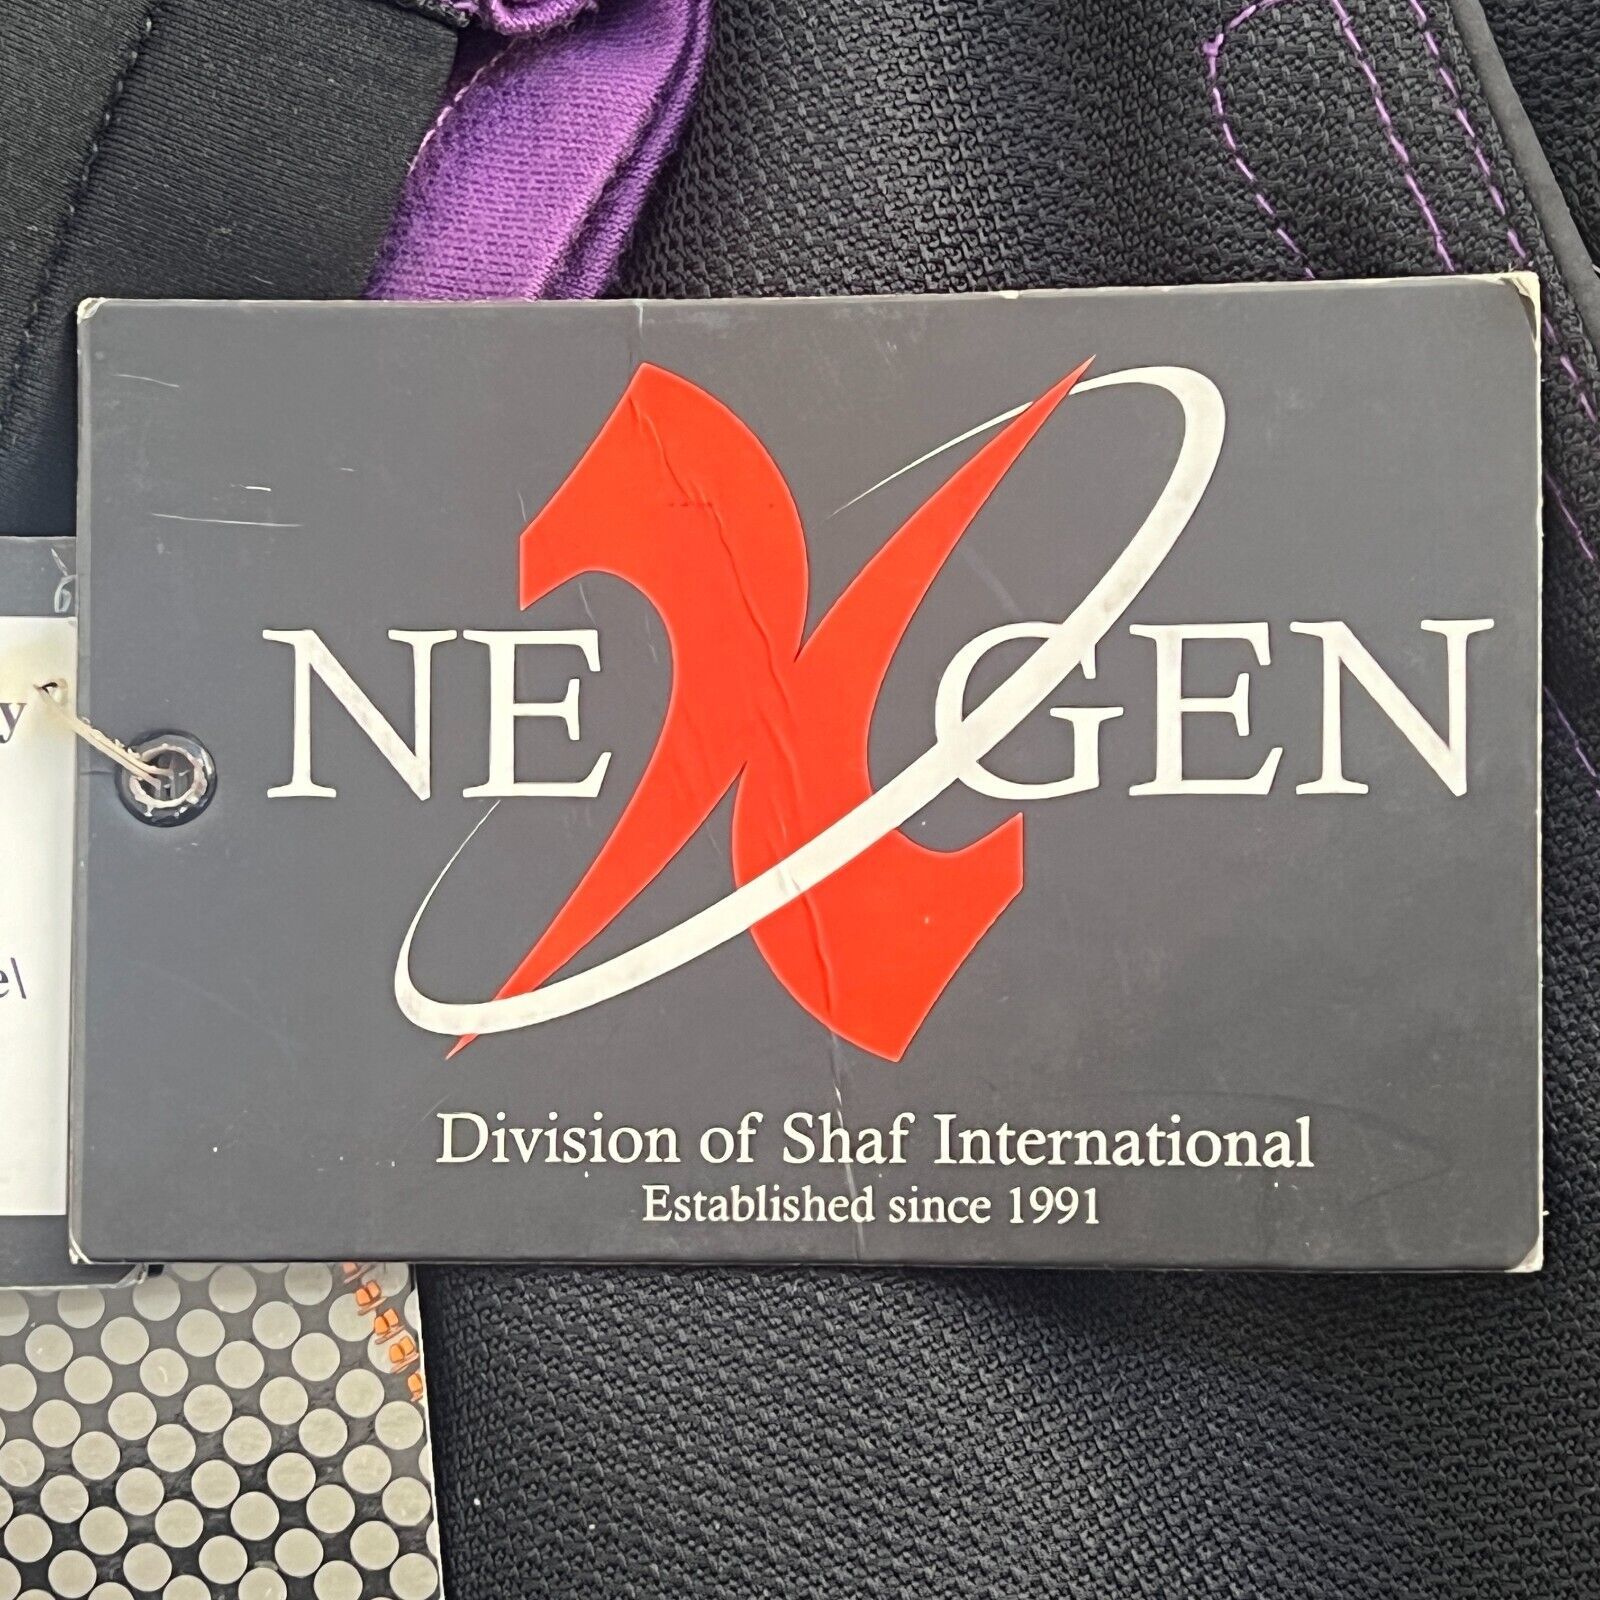 NEXGEN
Division of Shaf International
Established since 1991